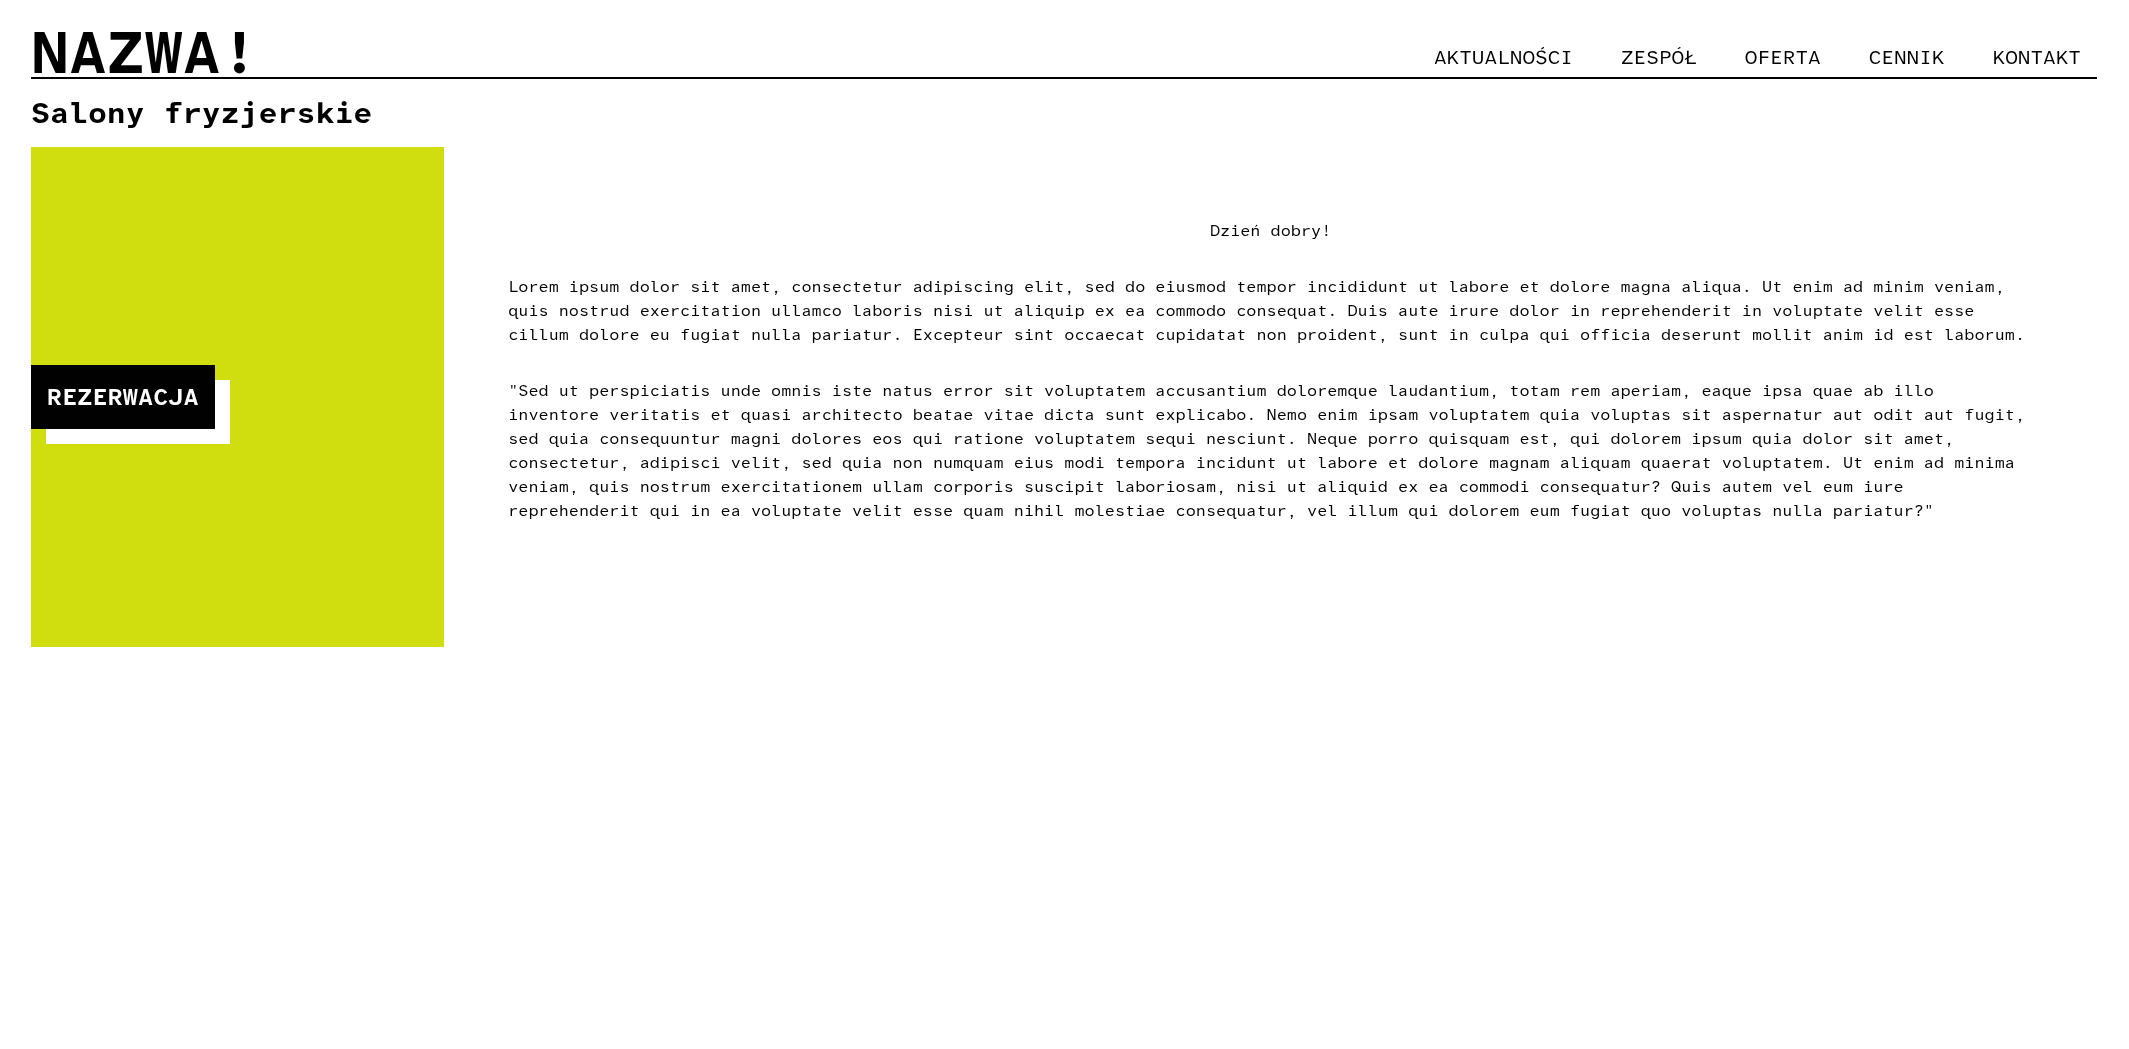 NAZWA!
AKTUALNOŚCI ZESPÓŁ OFERTA CENNIK KONTAKT
Salony fryzjerskie
REZERWACJA
Dzień dobry!
Lorem ipsum dolor sit amet, consectetur adipiscing elit, sed do eiusmod tempor incididunt ut labore et dolore magna aliqua. Ut enim ad minim veniam,
quis nostrud exercitation ullamco laboris nisi ut aliquip ex ea commodo consequat. Duis aute irure dolor in reprehenderit in voluptate velit esse
cillum dolore eu fugiat nulla pariatur. Excepteur sint occaecat cupidatat non proident, sunt in culpa qui officia deserunt mollit anim id est laborum.
"Sed ut perspiciatis unde omnis iste natus error sit voluptatem accusantium doloremque laudantium, totam rem aperiam, eaque ipsa quae ab illo
inventore veritatis et quasi architecto beatae vitae dicta sunt explicabo. Nemo enim ipsam voluptatem quia voluptas sit aspernatur aut odit aut fugit,
sed quia consequuntur magni dolores eos qui ratione voluptatem sequi nesciunt. Neque porro quisquam est, qui dolorem ipsum quia dolor sit amet,
consectetur, adipisci velit, sed quia non numquam eius modi tempora incidunt ut labore et dolore magnam aliquam quaerat voluptatem. Ut enim ad minima
veniam, quis nostrum exercitationem ullam corporis suscipit laboriosam, nisi ut aliquid ex ea commodi consequatur? Quis autem vel eum iure
reprehenderit qui in ea voluptate velit esse quam nihil molestiae consequatur, vel illum qui dolorem eum fugiat quo voluptas nulla pariatur?"